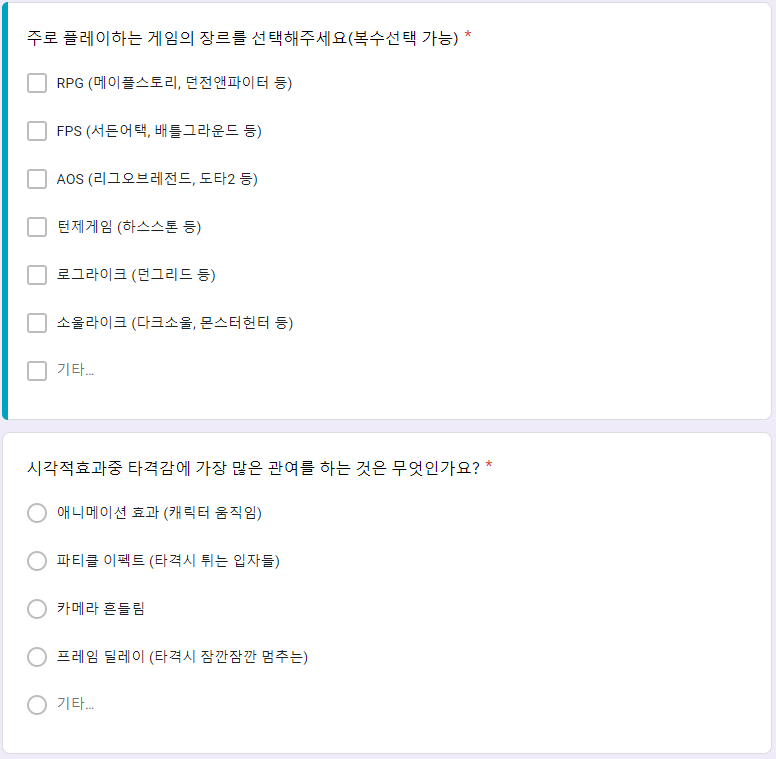 주로 플레이하는 게임의 장르를 선택해주세요(복수선택 가능) *
RPG (메이플스토리, 던전앤파이터 등)
FPS (서든어택, 배틀그라운드 등)
AOS (리그오브레전드, 도타2 등)
턴제게임 (하스스톤 등)
로그라이크 (던그리드 등)
소울라이크 (다크소울, 몬스터헌터 등)
기타...
시각적효과중 타격감에 가장 많은 관여를 하는 것은 무엇인가요? *
애니메이션 효과 (캐릭터 움직임)
파티클 이펙트 (타격시 튀는 입자들)
카메라 흔들림
프레임 딜레이 (타격시 잠깐잠깐 멈추는)
기타...